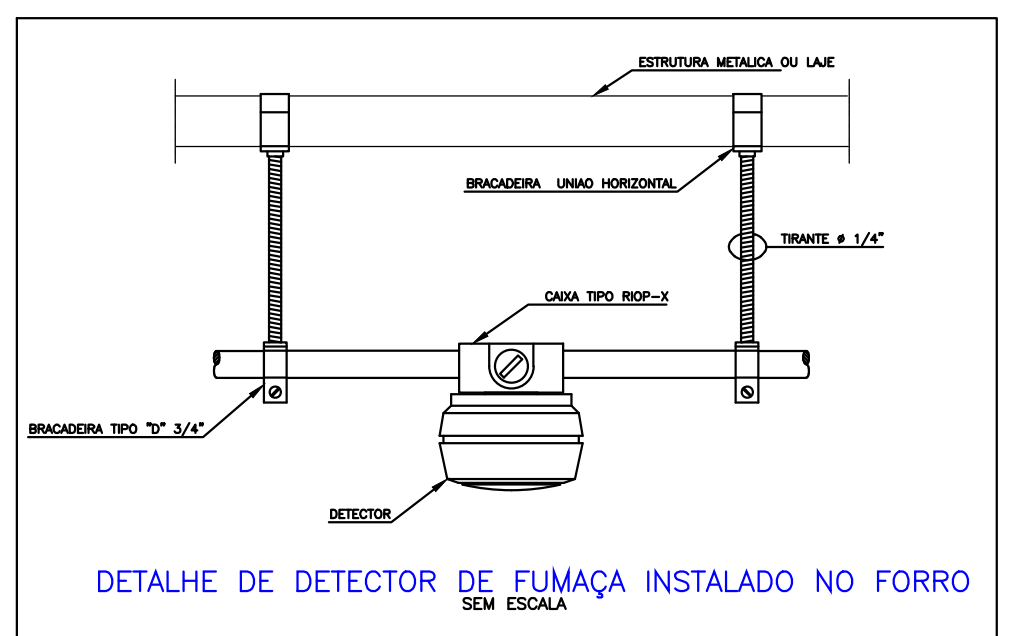 ESTRUTURA METALICA OU LAJE
BRACADEIRA UNIAO HORIZONTAL
TIRANTE ø 1/4"
CAIXA TIPO RIOP-X
BRACADEIRA TIPO "D" 3/4"
DETECTOR
DETALHE DE DETECTOR DE FUMAÇA INSTALADO NO FORRO
SEM ESCALA